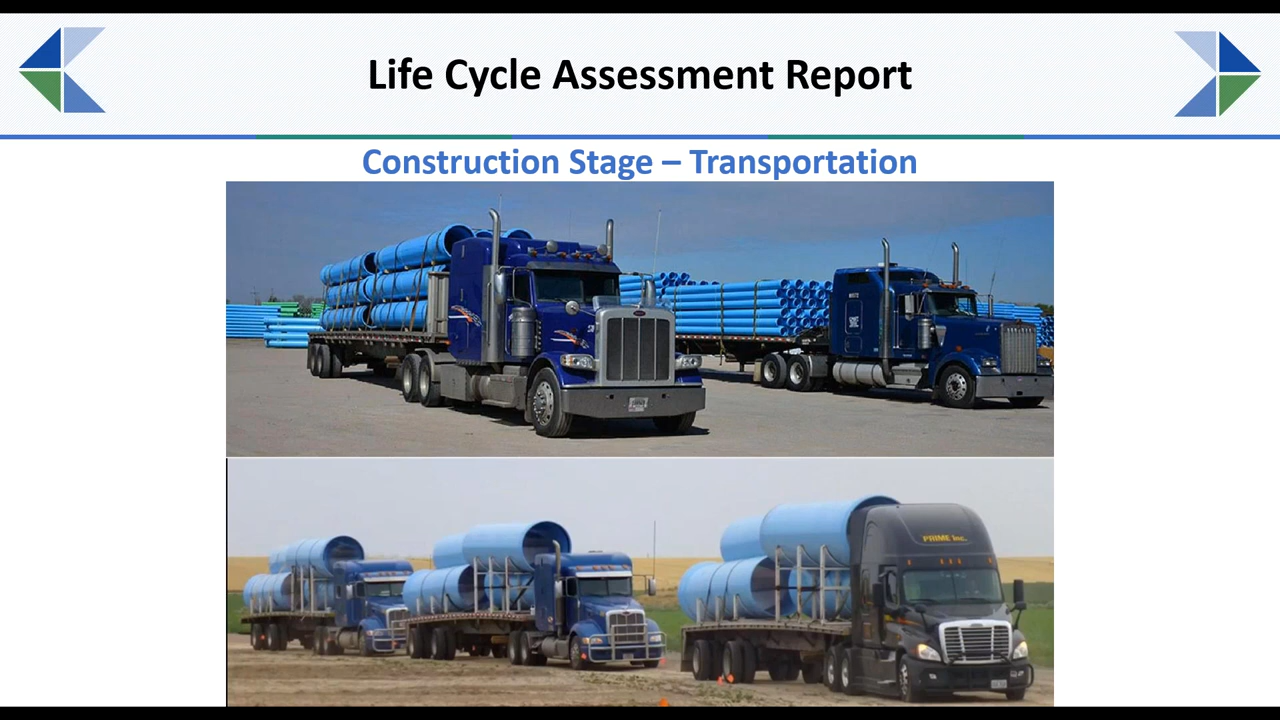 Life Cycle Assessment Report
Construction Stage – Transportation
PRIME Inc.